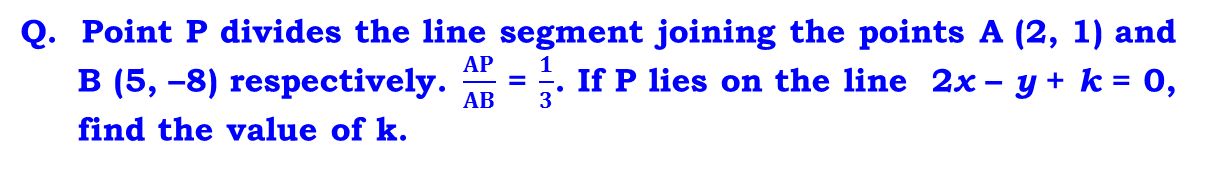 Q. Point P divides the line segment joining the points A (2, 1) and
B (5, –8) respectively. AP/AB = 1/3. If P lies on the line 2x – y + k = 0,
find the value of k.